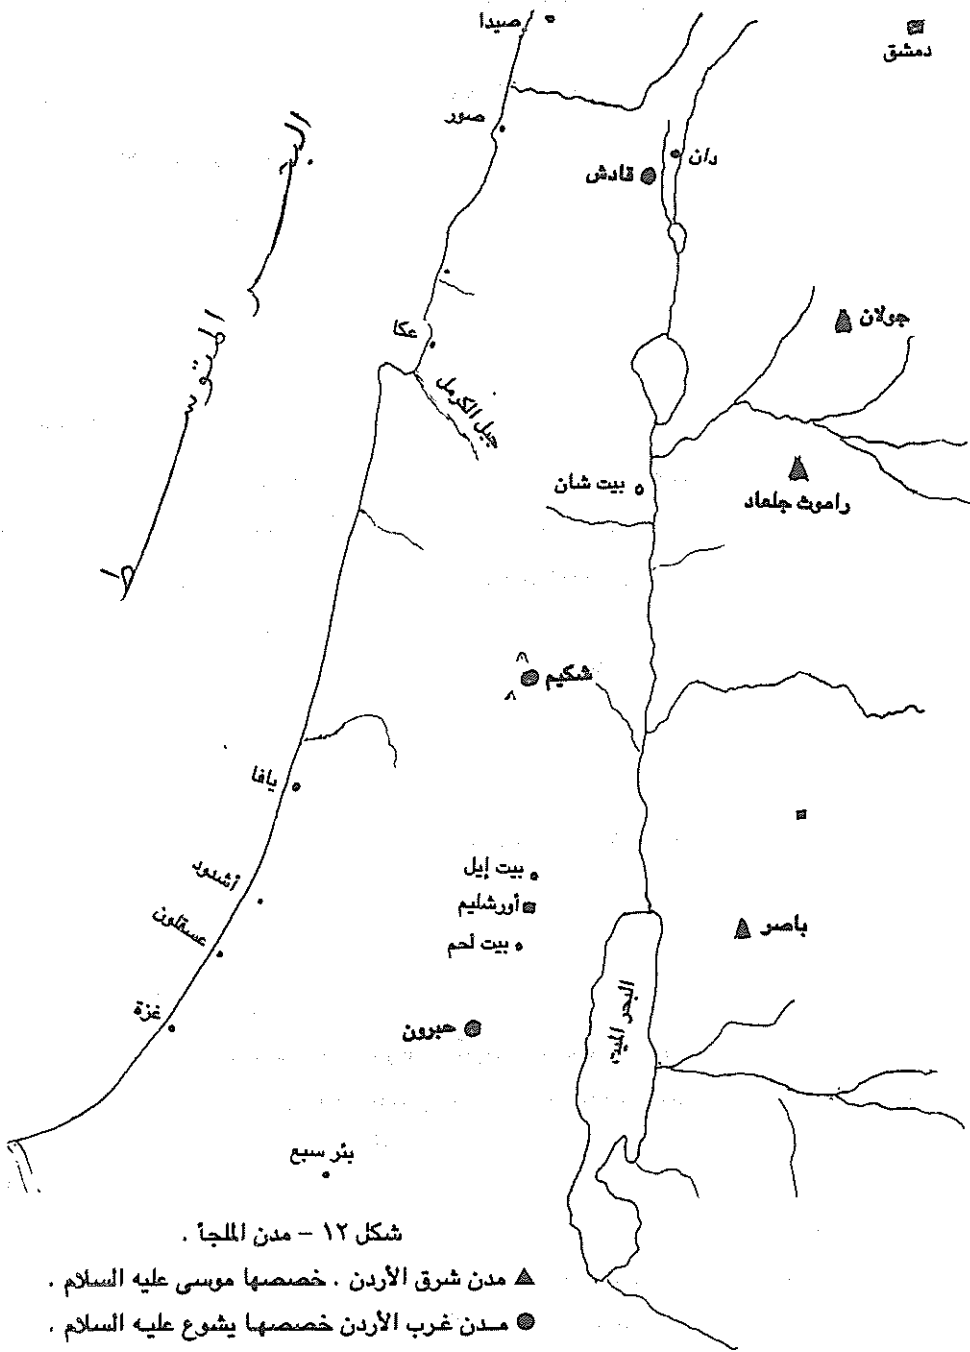 صيدا
دمشق
صور
دان
قادش
البحر المتوسط
جولان
عكا
جبل الكرمل
بيت شان
راموث جلعاد
شكيم
يافا
بيت إيل
أشدود
أورشليم
باصر
عسقلون
بيت لحم
البحر الميت
غزة
حبرون
بئر سبع
شكل ١٢ – مدن الملجأ .
▲ مدن شرق الأردن . خصصها موسى عليه السلام .
● مدن غرب الأردن خصصها يشوع عليه السلام .